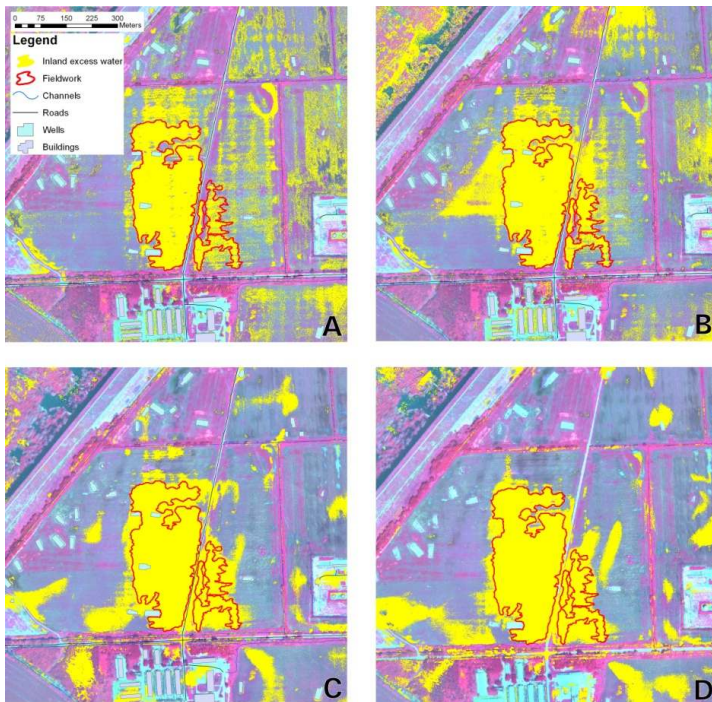 0 75 150 225 300
Meters
Legend
Inland excess water
Fieldwork
Channels
Roads
Wells
Buildings
A
B
C
D